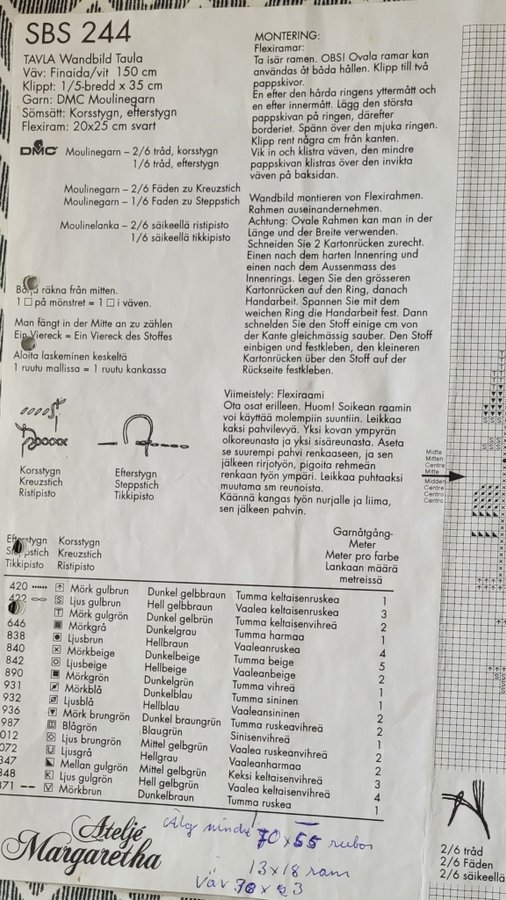 SBS 244
TAVLA Wandbild Taula
Väv: Finaida/vit 150 cm
Klippt: 1/5-bredd x 35 cm
Garn: DMC Moulinegarn
Sömsätt: Korsstygn, efterstygn
Flexiram: 20x25 cm svart
DMC Moulinegarn – 2/6 tråd, korsstygn
1/6 tråd, efterstygn
Moulinegarn – 2/6 Fäden zu Kreuzstich
Moulinegarn – 1/6 Faden zu Steppstich
Moulinelanka – 2/6 säikeellä ristipisto
1/6 säikeellä tikkipisto
räkna från mitten.
1 □ på mönstret = 1 □ i väven.
Man fängt in der Mitte an zu zählen
Ein Viereck = Ein Viereck des Stoffes
Aloita laskeminen keskeltä
1 ruutu mallissa = 1 ruutu kankassa
Korsstygn
Kreuzstich
Ristipisto
Efterstygn
Steppstich
Tikkipisto
MONTERING:
Flexiramar:
Ta isär ramen. OBS! Ovala ramar kan
användas åt båda hållen. Klipp till två
pappskivor.
En efter den hårda ringens yttermått och
en efter innermått. Lägg den största
pappskivan på ringen, därefter
borderiet. Spänn över den mjuka ringen.
Klipp rent några cm från kanten.
Vik in och klistra väven, den mindre
pappskivan klistras över den invikta
väven på baksidan.
Wandbild montieren von Flexirahmen.
Rahmen auseinandernehmen.
Achtung: Ovale Rahmen kan man in der
Länge und der Breite verwenden.
Schneiden Sie 2 Kartonrücken zurecht.
Einen nach dem harten Innenring und
einen nach dem Aussenmass des
Innenrings. Legen Sie den grösseren
Kartonrücken auf den Ring, danach
Handarbeit. Spannen Sie mit dem
weichen Ring die Handarbeit fest. Dann
schnelden Sie den Stoff einige cm von
der Kante gleichmässig sauber. Den Stoff
einbigen und festkleben, den kleineren
Kartonrücken über den Stoff auf der
Rückseite festkleben.
Viimeistely: Flexiraami
Ota osat erilleen. Huom! Soikean raamin
voy käyttää molempiin suuntiin. Leikkaa
kaksi pahvilevyä. Yksi kovan ympyrän
olkoreunasta ja yksi sisäreunasta. Aseta
se suurempi pahvi renkaaseen, ja sen
jälkeen rirjotyön, pigoita rehmeän
renkaan työn ympäri. Leikkaa puhtaaksi
muutama sm reunoista.
Käännä kangas työn nurjalle ja liima,
sen jälkeen pahvin.
Midte
Mitten
Centre
Mitte
Midden
Centre
Centro
Centro
Efterstygn Korsstygn
Kreuzstich
Tikkipisto Ristipisto
Garnåtgång-
Meter
Meter pro farbe
Lankaan määrä
metreissä
420 Mörk gulbrun Dunkel gelbbraun Tumma keltaisenruskea 1
422 S Ljus gulbrun Hell gelbbraun Vaalea keltaisenruskea 3
T Mörk gulgrön Dunkel gelbgrün Tumma keltaisenvihreä 2
646 Mörkgrå Dunkelgrau Tumma harmaa 1
838 Ljusbrun Hellbraun Vaaleanruskea 4
840 Mörkbeige Dunkelbeige Tumma beige 5
842 Ljusbeige Hellbeige Vaaleanbeige 2
890 Mörkgrön Dunkelgrün Tumma vihreä 1
931 Mörkblå Dunkelblau Tumma sininen 1
932 Ljusblå Hellblau Vaaleansininen 2
936 Mörk brungrön Dunkel braungrün Tumma ruskeanvihreä 2
987 Blågrön Blaugrün Sinisenvihreä 1
012 Ljus brungrön Mittel gelbgrün Vaalea ruskeanvihreä 2
072 Ljusgrå Hellgrau Vaaleanharmaa 2
347 Mellan gulgrön Mittel gelbgrün Keksi keltaisenvihreä 3
348 Ljus gulgrön Hell gelbgrün Vaalea keltaisenvihreä 4
371 V Mörkbrun Dunkelbraun Tumma ruskea 1
Ateljé
Margaretha
Älg mindre 70 x 55 rutor
13 x 18 ram
Väv
2/6 tråd
2/6 Fäden
2/6 säikeellä